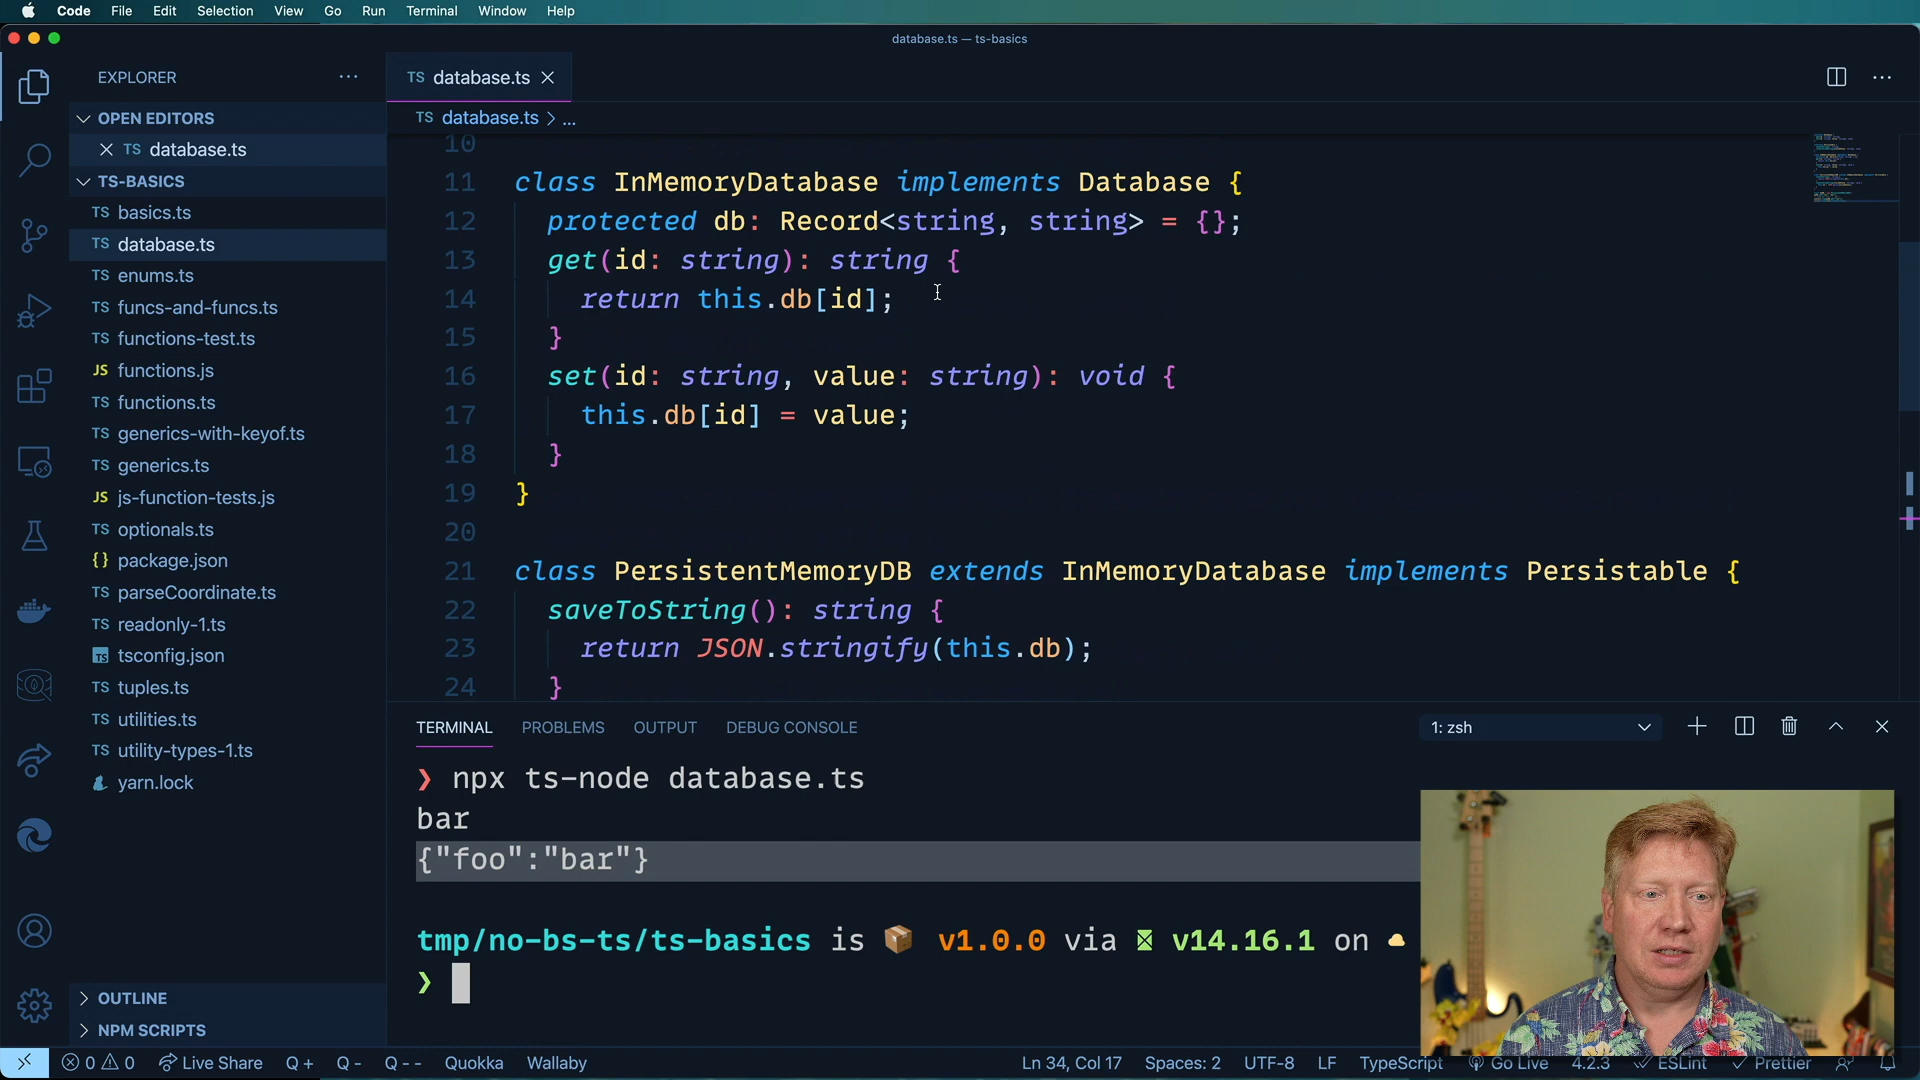 Code File Edit Selection View Go Run Terminal Window Help
database.ts — ts-basics
EXPLORER
OPEN EDITORS
TS database.ts
TS-BASICS
TS basics.ts
TS database.ts
TS enums.ts
TS funcs-and-funcs.ts
TS functions-test.ts
JS functions.js
TS functions.ts
TS generics-with-keyof.ts
TS generics.ts
JS js-function-tests.js
TS optionals.ts
{} package.json
TS parseCoordinate.ts
TS readonly-1.ts
TS tsconfig.json
TS tuples.ts
TS utilities.ts
TS utility-types-1.ts
yarn.lock
OUTLINE
NPM SCRIPTS
TS database.ts
TS database.ts > ...
10
11 class InMemoryDatabase implements Database {
12 protected db: Record<string, string> = {};
13 get(id: string): string {
14 return this.db[id];
15 }
16 set(id: string, value: string): void {
17 this.db[id] = value;
18 }
19 }
20
21 class PersistentMemoryDB extends InMemoryDatabase implements Persistable {
22 saveToString(): string {
23 return JSON.stringify(this.db);
24 }
TERMINAL PROBLEMS OUTPUT DEBUG CONSOLE 1: zsh
❯ npx ts-node database.ts
bar
{"foo":"bar"}
tmp/no-bs-ts/ts-basics is 📦 v1.0.0 via v14.16.1 on
❯
0 0 Live Share Q + Q - Q - - Quokka Wallaby Ln 34, Col 17 Spaces: 2 UTF-8 LF TypeScript Go Live 4.2.3 ESLint Prettier